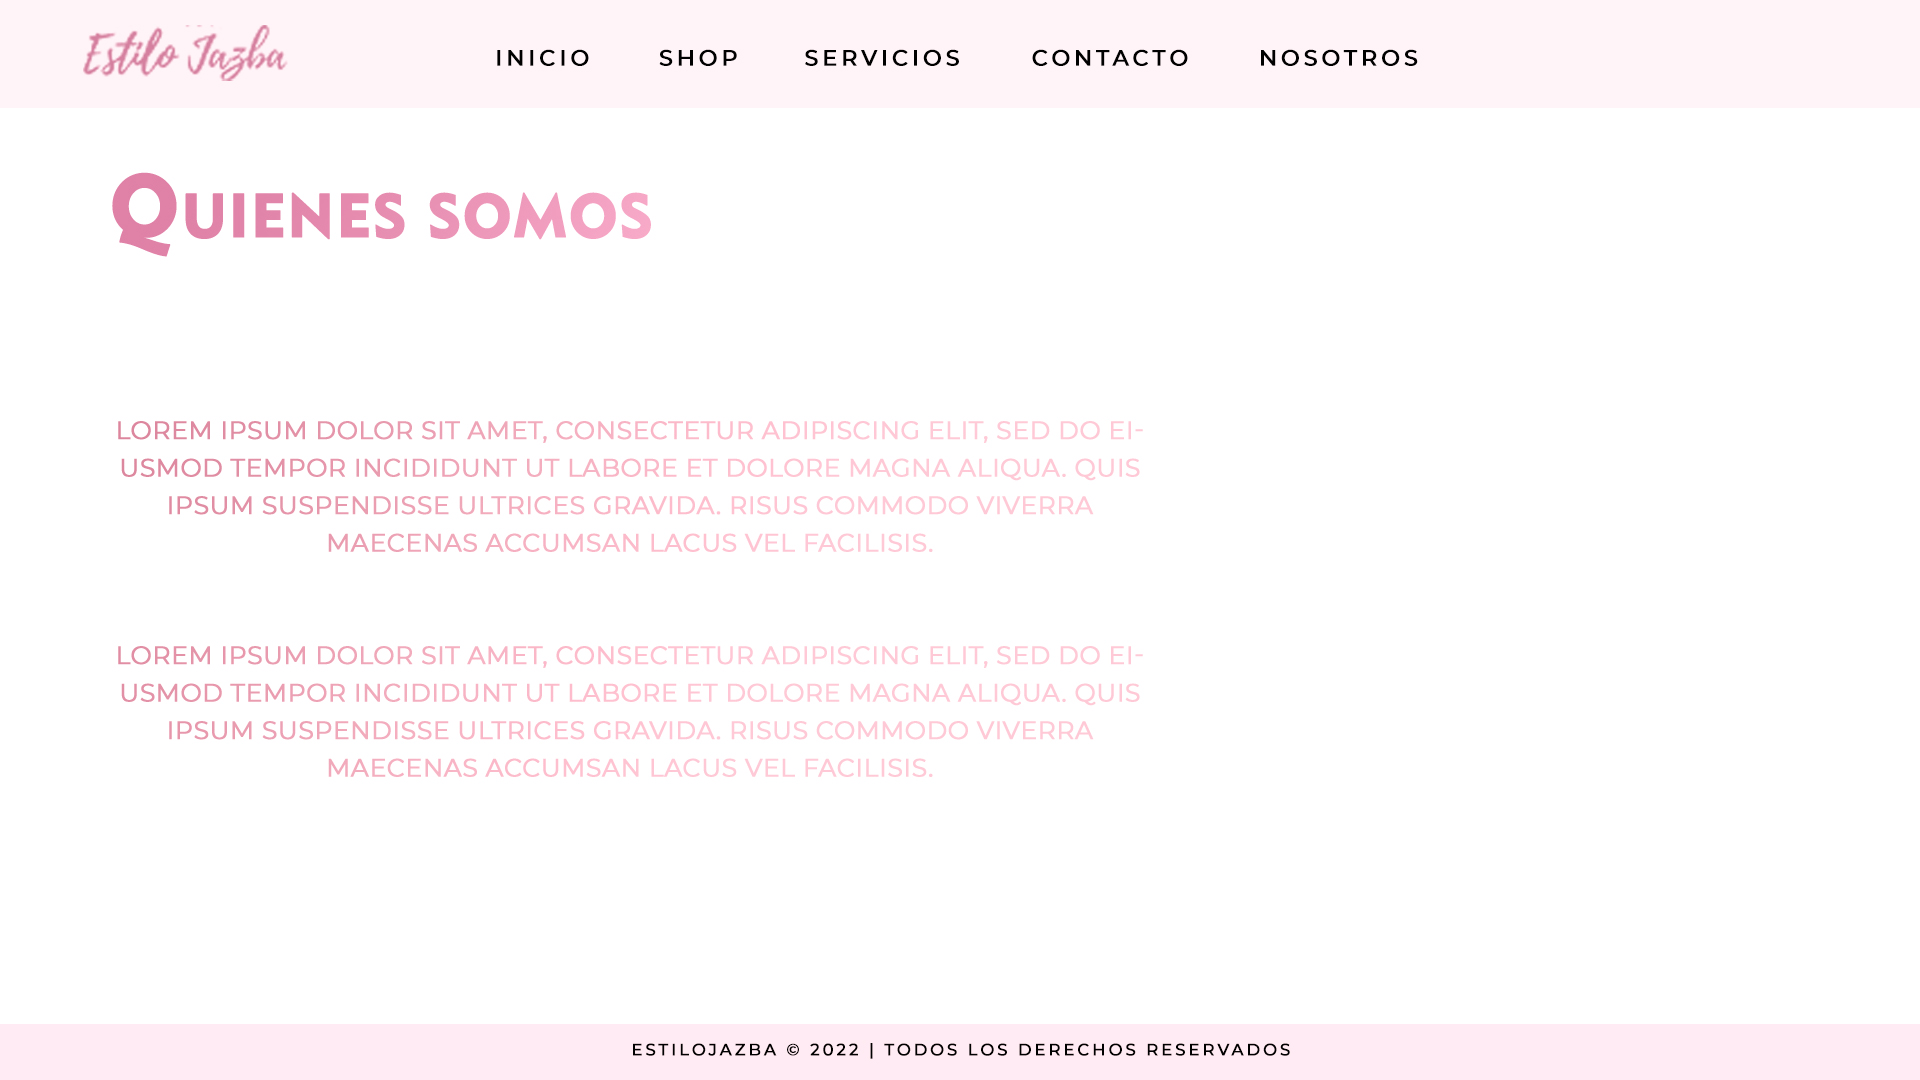 Estilo Jazba
INICIO SHOP SERVICIOS CONTACTO NOSOTROS
QUIENES SOMOS
LOREM IPSUM DOLOR SIT AMET, CONSECTETUR ADIPISCING ELIT, SED DO EI-
USMOD TEMPOR INCIDIDUNT UT LABORE ET DOLORE MAGNA ALIQUA. QUIS
IPSUM SUSPENDISSE ULTRICES GRAVIDA. RISUS COMMODO VIVERRA
MAECENAS ACCUMSAN LACUS VEL FACILISIS.
LOREM IPSUM DOLOR SIT AMET, CONSECTETUR ADIPISCING ELIT, SED DO EI-
USMOD TEMPOR INCIDIDUNT UT LABORE ET DOLORE MAGNA ALIQUA. QUIS
IPSUM SUSPENDISSE ULTRICES GRAVIDA. RISUS COMMODO VIVERRA
MAECENAS ACCUMSAN LACUS VEL FACILISIS.
ESTILOJAZBA © 2022 | TODOS LOS DERECHOS RESERVADOS